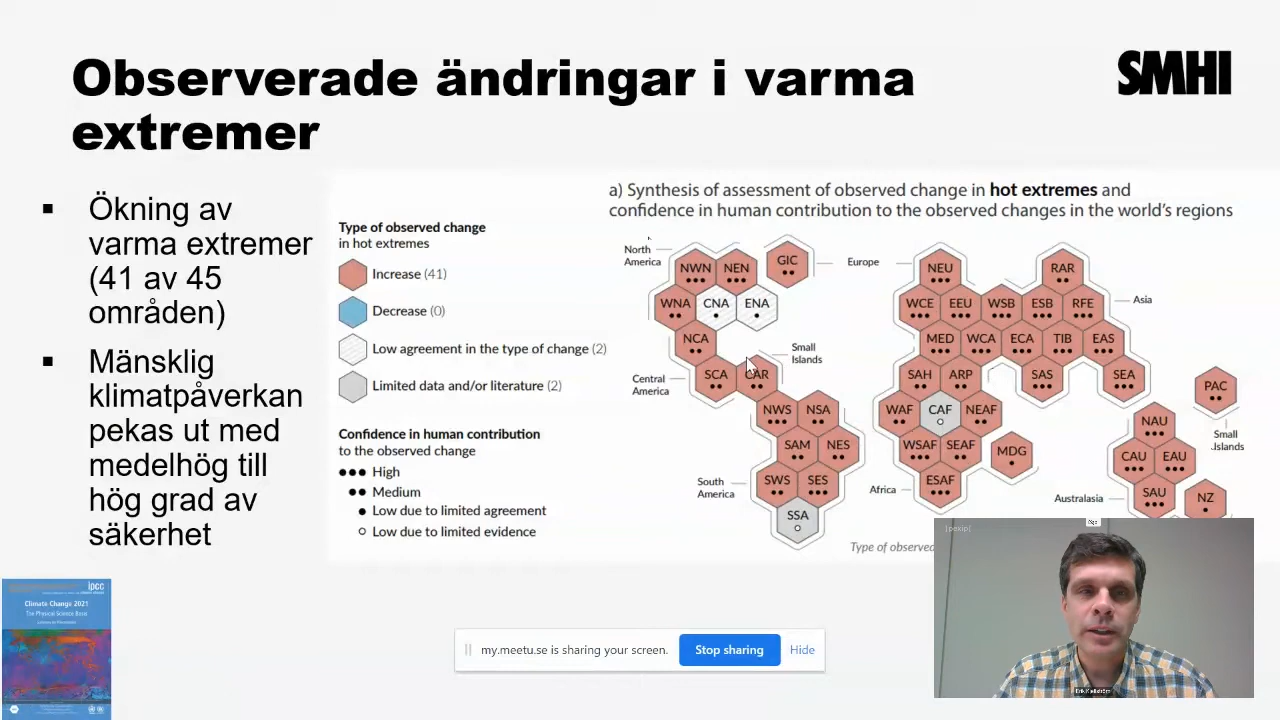 Observerade ändringar i varma
extremer
SMHI
▪ Ökning av
varma extremer
(41 av 45
områden)
▪ Mänsklig
klimatpåverkan
pekas ut med
medelhög till
hög grad av
säkerhet
a) Synthesis of assessment of observed change in hot extremes and
confidence in human contribution to the observed changes in the world's regions
Type of observed change
in hot extremes
Increase (41)
Decrease (0)
Low agreement in the type of change (2)
Limited data and/or literature (2)
Confidence in human contribution
to the observed change
●●● High
●● Medium
● Low due to limited agreement
○ Low due to limited evidence
North
America
NWN NEN GIC
WNA CNA ENA
NCA
Small
Islands
Central
America
SCA CAR
NWS NSA
SAM NES
South
America
SWS SES
SSA
Europe
NEU RAR
WCE EEU WSB ESB RFE
Asia
MED WCA ECA TIB EAS
SAH ARP SAS SEA
WAF CAF NEAF
WSAF SEAF MDG
Africa
ESAF
PAC
Small
Islands
NAU
CAU EAU
Australasia
SAU NZ
Type of observed
ipcc
Climate Change 2021
The Physical Science Basis
[pexip]
Erik Kjellström
my.meetu.se is sharing your screen.
Stop sharing
Hide